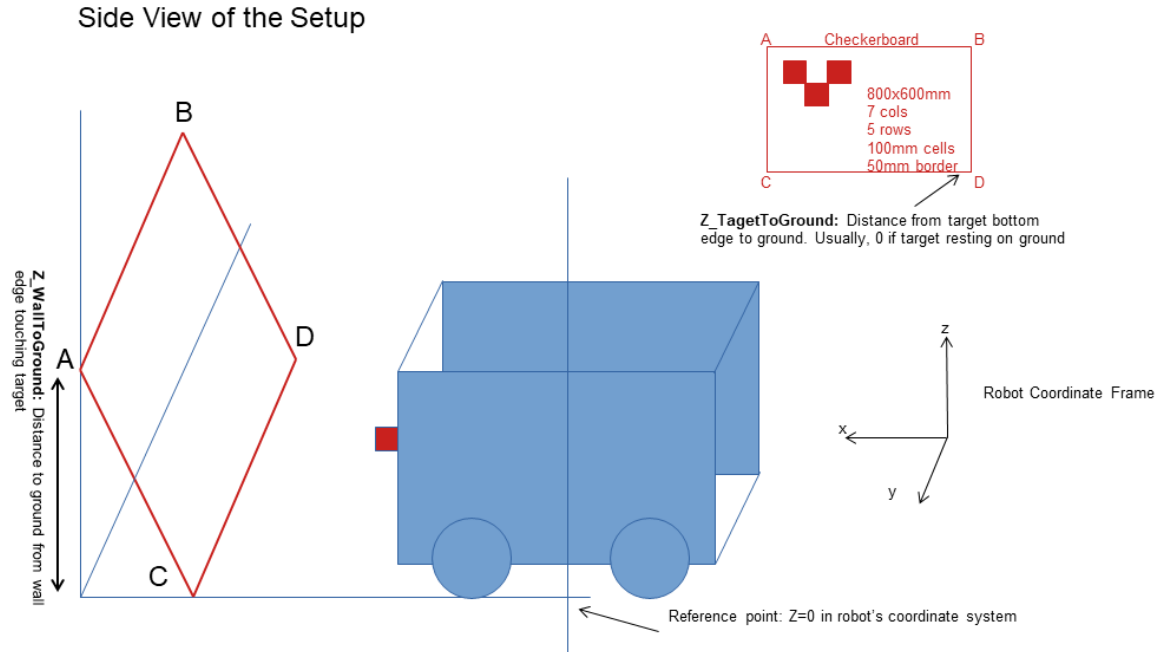 Side View of the Setup
A
Checkerboard
B
800x600mm
7 cols
5 rows
100mm cells
50mm border
C
D
Z_TagetToGround: Distance from target bottom
edge to ground. Usually, 0 if target resting on ground
B
A
D
C
Z_WallToGround: Distance to ground from wall
edge touching target
z
x
y
Robot Coordinate Frame
Reference point: Z=0 in robot's coordinate system